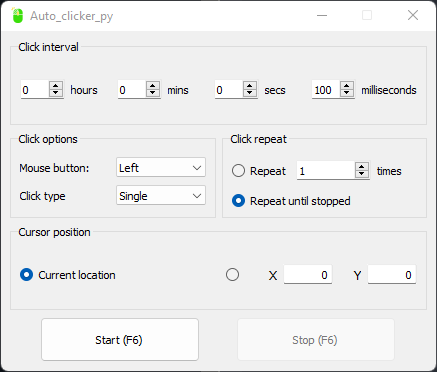 Auto_clicker_py
Click interval
0 hours 0 mins 0 secs 100 milliseconds
Click options
Mouse button: Left
Click type Single
Click repeat
Repeat 1 times
Repeat until stopped
Cursor position
Current location X 0 Y 0
Start (F6) Stop (F6)